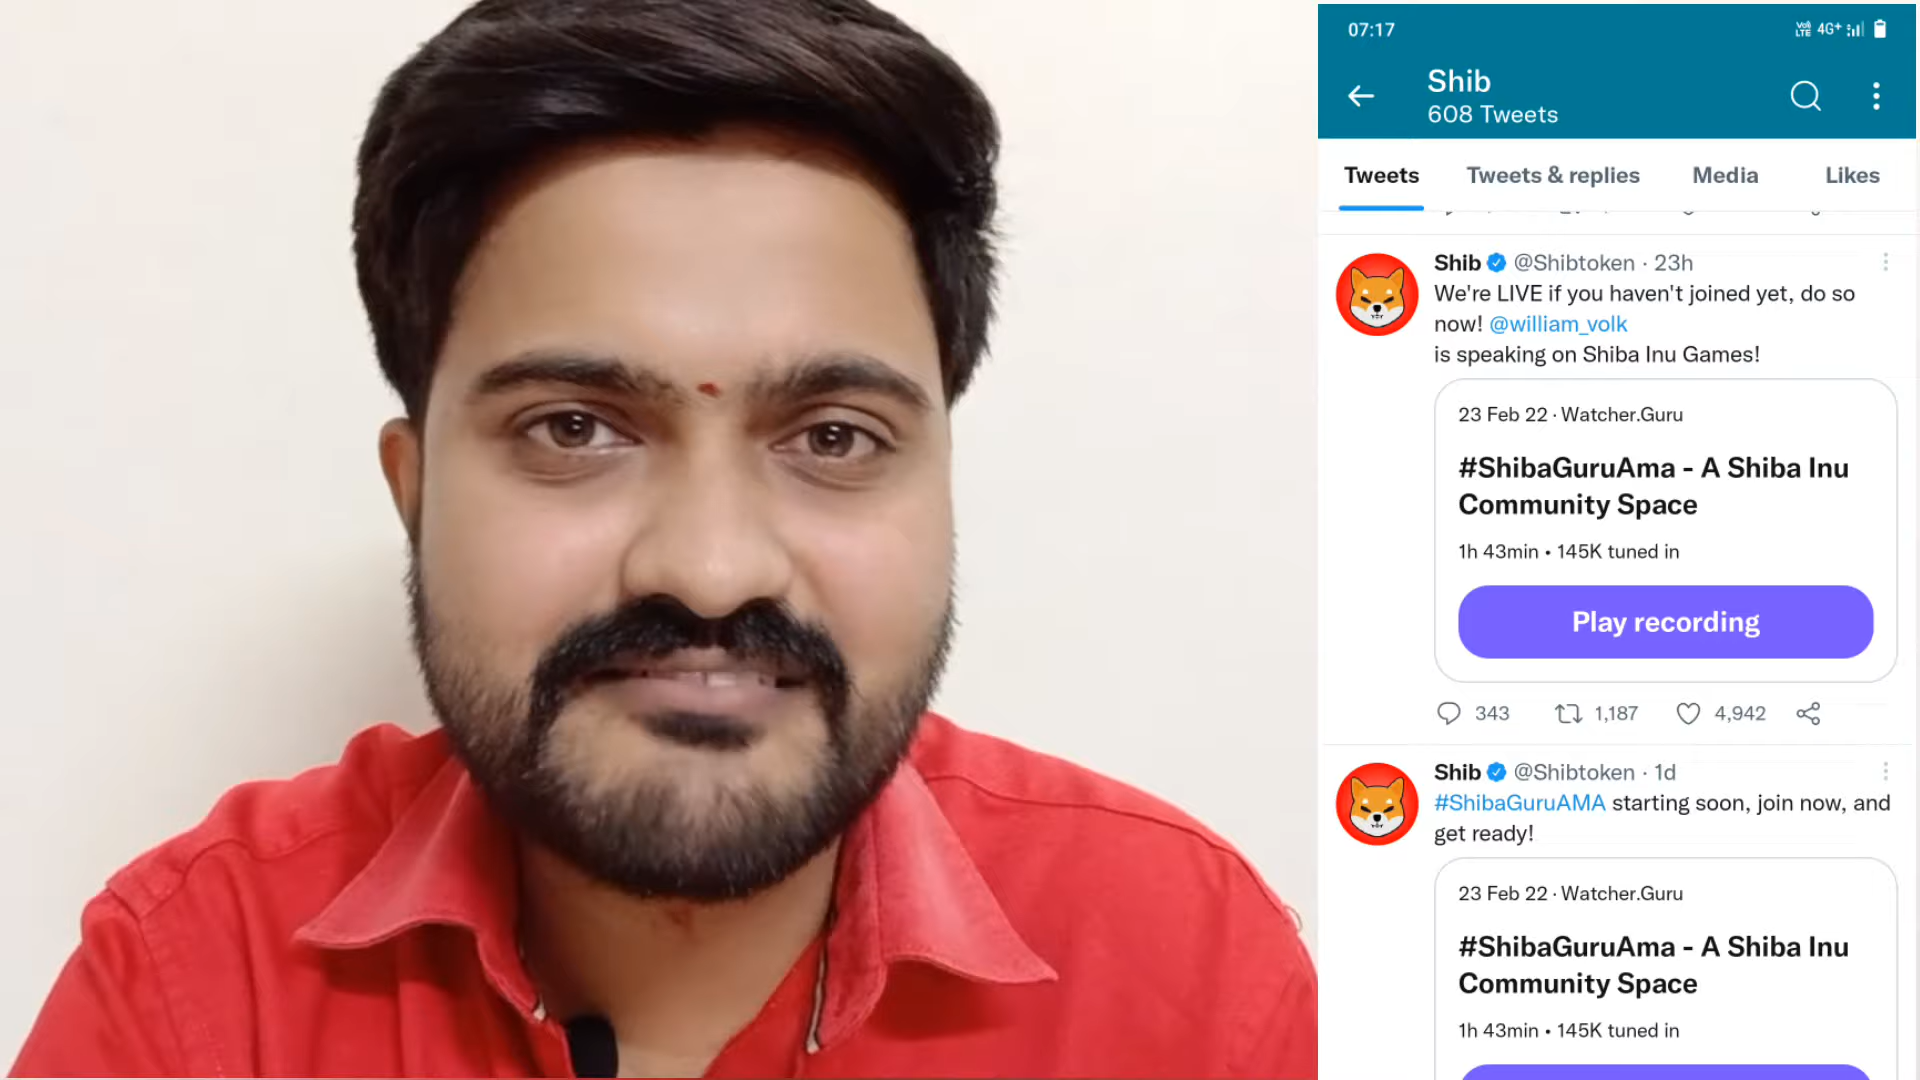 07:17
Vo)) LTE 4G+
Shib
608 Tweets
Tweets Tweets & replies Media Likes
Shib @Shibtoken · 23h
We're LIVE if you haven't joined yet, do so
now! @william_volk
is speaking on Shiba Inu Games!
23 Feb 22 · Watcher.Guru
#ShibaGuruAma - A Shiba Inu
Community Space
1h 43min • 145K tuned in
Play recording
343 1,187 4,942
Shib @Shibtoken · 1d
#ShibaGuruAMA starting soon, join now, and
get ready!
23 Feb 22 · Watcher.Guru
#ShibaGuruAma - A Shiba Inu
Community Space
1h 43min • 145K tuned in